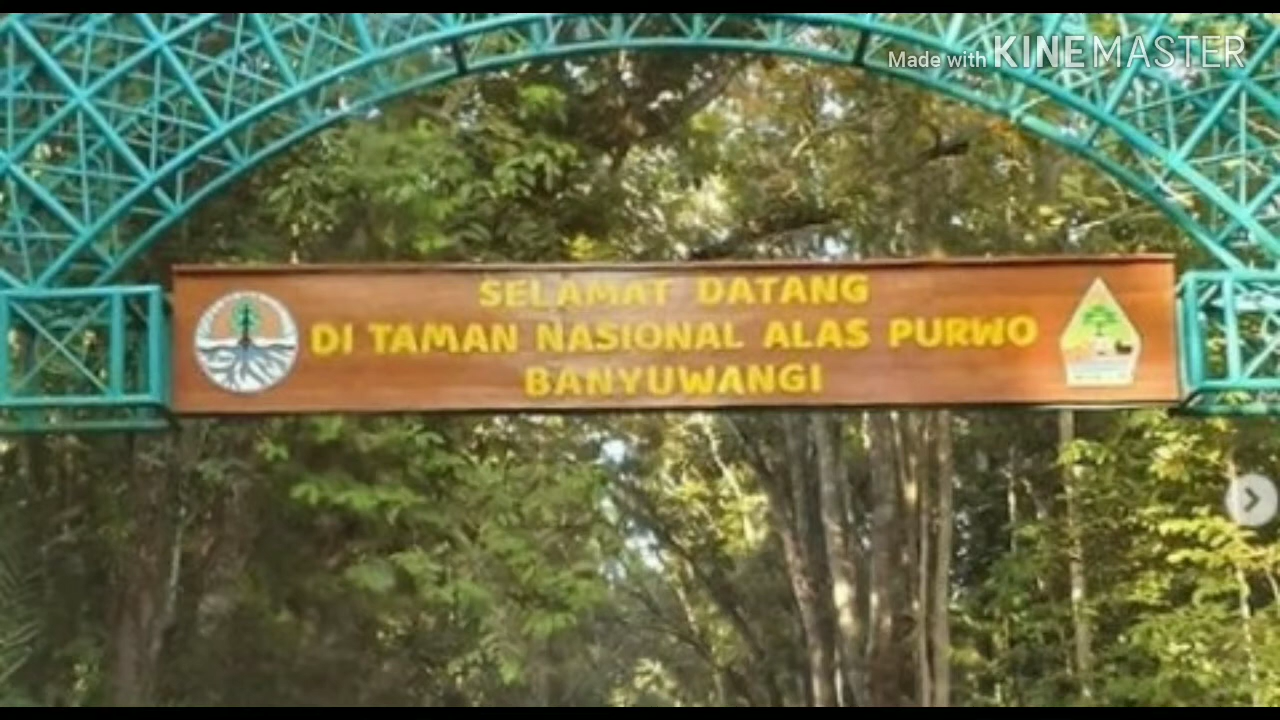 Made with KINEMASTER
SELAMAT DATANG
DI TAMAN NASIONAL ALAS PURWO
BANYUWANGI